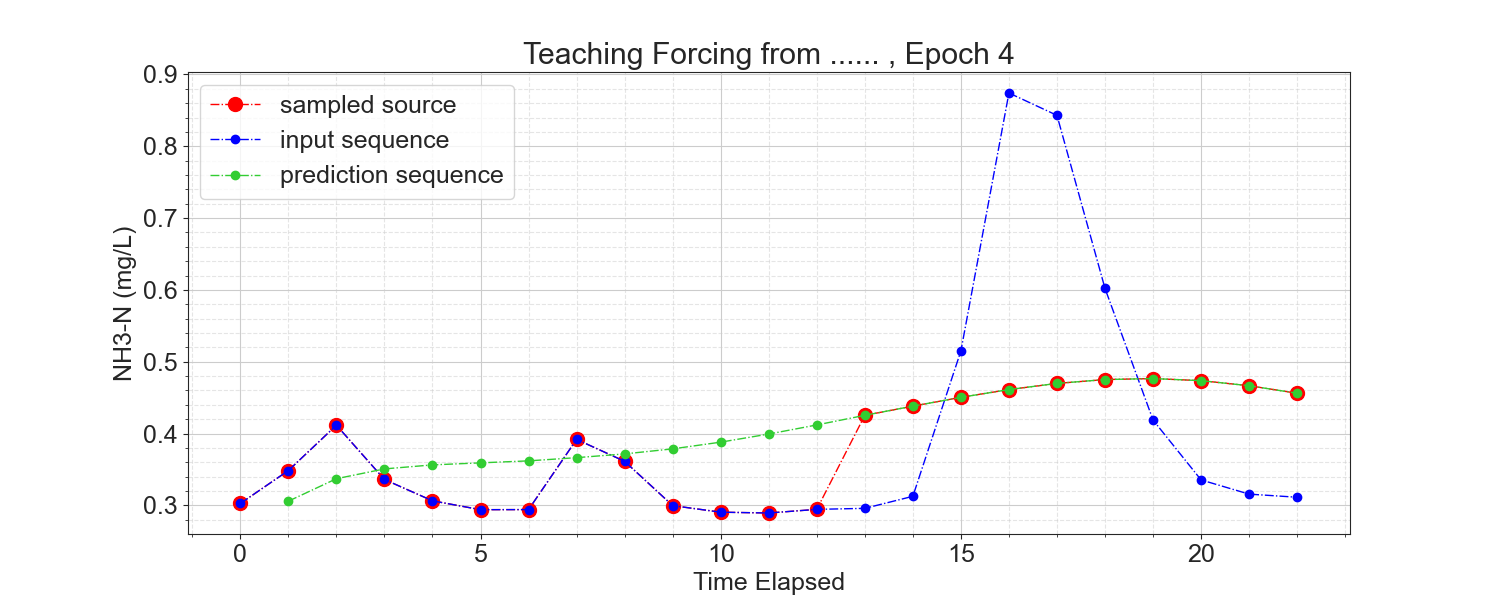 Teaching Forcing from ...... , Epoch 4
sampled source
input sequence
prediction sequence
NH3-N (mg/L)
0.9
0.8
0.7
0.6
0.5
0.4
0.3
0 5 10 15 20
Time Elapsed